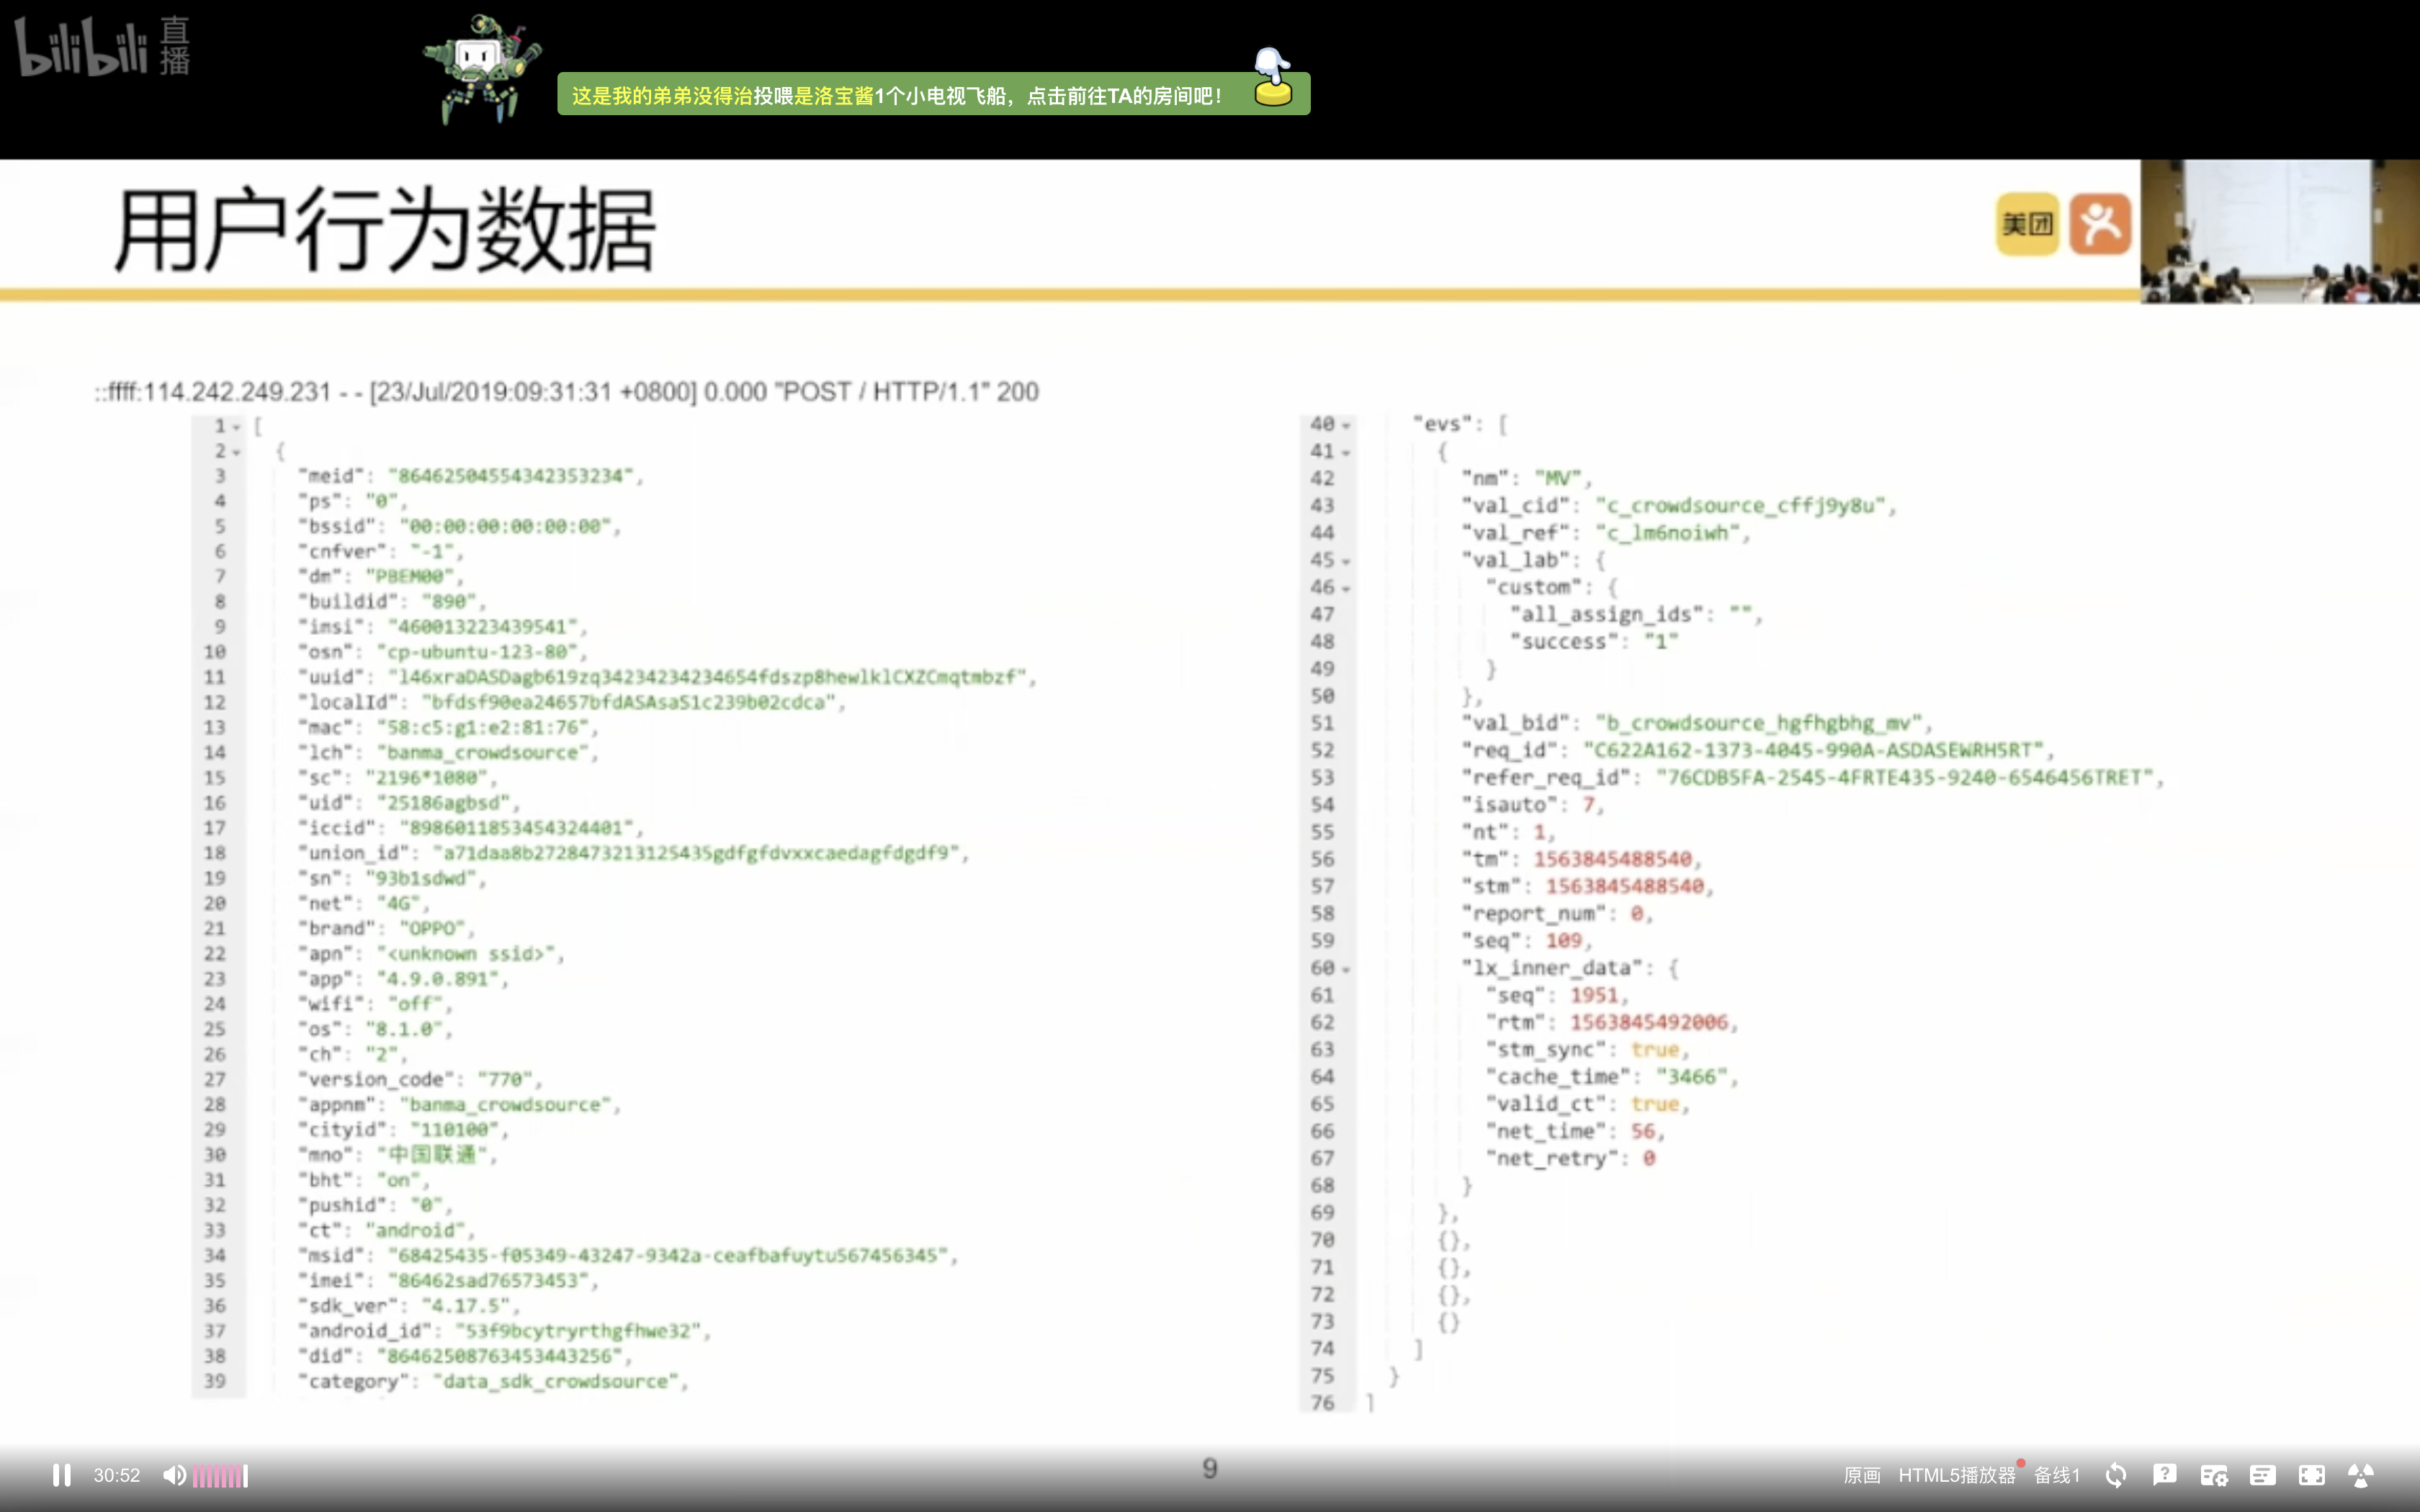 bilibili 直播
这是我的弟弟没得治投喂是洛宝酱1个小电视飞船，点击前往TA的房间吧！
用户行为数据
美团
::ffff:114.242.249.231 - - [23/Jul/2019:09:31:31 +0800] 0.000 "POST / HTTP/1.1" 200
1 [
2 {
3 "meid": "864625045543423532​34",
4 "ps": "0",
5 "bssid": "00:00:00:00:00:00",
6 "cnfver": "-1",
7 "dm": "PBEM00",
8 "buildid": "890",
9 "imsi": "460013223439541",
10 "osn": "cp-ubuntu-123-80",
11 "uuid": "l46xraDASDagb619zq34234234234654fdszp8hewlklCXZCmqtmbzf",
12 "localId": "bfdsf90ea24657bfdASAsa51c239b02cdca",
13 "mac": "58:c5:g1:e2:81:76",
14 "lch": "banma_crowdsource",
15 "sc": "2196*1080",
16 "uid": "25186agbsd",
17 "iccid": "8986011853454324401",
18 "union_id": "a71daa8b2728473213125435gdfgfdvxxcaedagfdgdf9",
19 "sn": "93b1sdwd",
20 "net": "4G",
21 "brand": "OPPO",
22 "apn": "<unknown ssid>",
23 "app": "4.9.0.891",
24 "wifi": "off",
25 "os": "8.1.0",
26 "ch": "2",
27 "version_code": "770",
28 "appnm": "banma_crowdsource",
29 "cityid": "110100",
30 "mno": "中国联通",
31 "bht": "on",
32 "pushid": "0",
33 "ct": "android",
34 "msid": "68425435-f05349-43247-9342a-ceafbafuytu567456345",
35 "imei": "86462sad76573453",
36 "sdk_ver": "4.17.5",
37 "android_id": "53f9bcytryrthgfhwe32",
38 "did": "864625087634534​43256",
39 "category": "data_sdk_crowdsource",
40 "evs": [
41 {
42 "nm": "MV",
43 "val_cid": "c_crowdsource_cffj9y8u",
44 "val_ref": "c_lm6noiwh",
45 "val_lab": {
46 "custom": {
47 "all_assign_ids": "",
48 "success": "1"
49 }
50 },
51 "val_bid": "b_crowdsource_hgfhgbhg_mv",
52 "req_id": "C622A162-1373-4045-990A-ASDASEWRH5RT",
53 "refer_req_id": "76CDB5FA-2545-4FRTE435-9240-6546456TRET",
54 "isauto": 7,
55 "nt": 1,
56 "tm": 1563845488540,
57 "stm": 1563845488540,
58 "report_num": 0,
59 "seq": 109,
60 "lx_inner_data": {
61 "seq": 1951,
62 "rtm": 1563845492006,
63 "stm_sync": true,
64 "cache_time": "3466",
65 "valid_ct": true,
66 "net_time": 56,
67 "net_retry": 0
68 }
69 },
70 {},
71 {},
72 {},
73 {}
74 ]
75 }
76 ]
9
30:52
原画 HTML5播放器 备线1